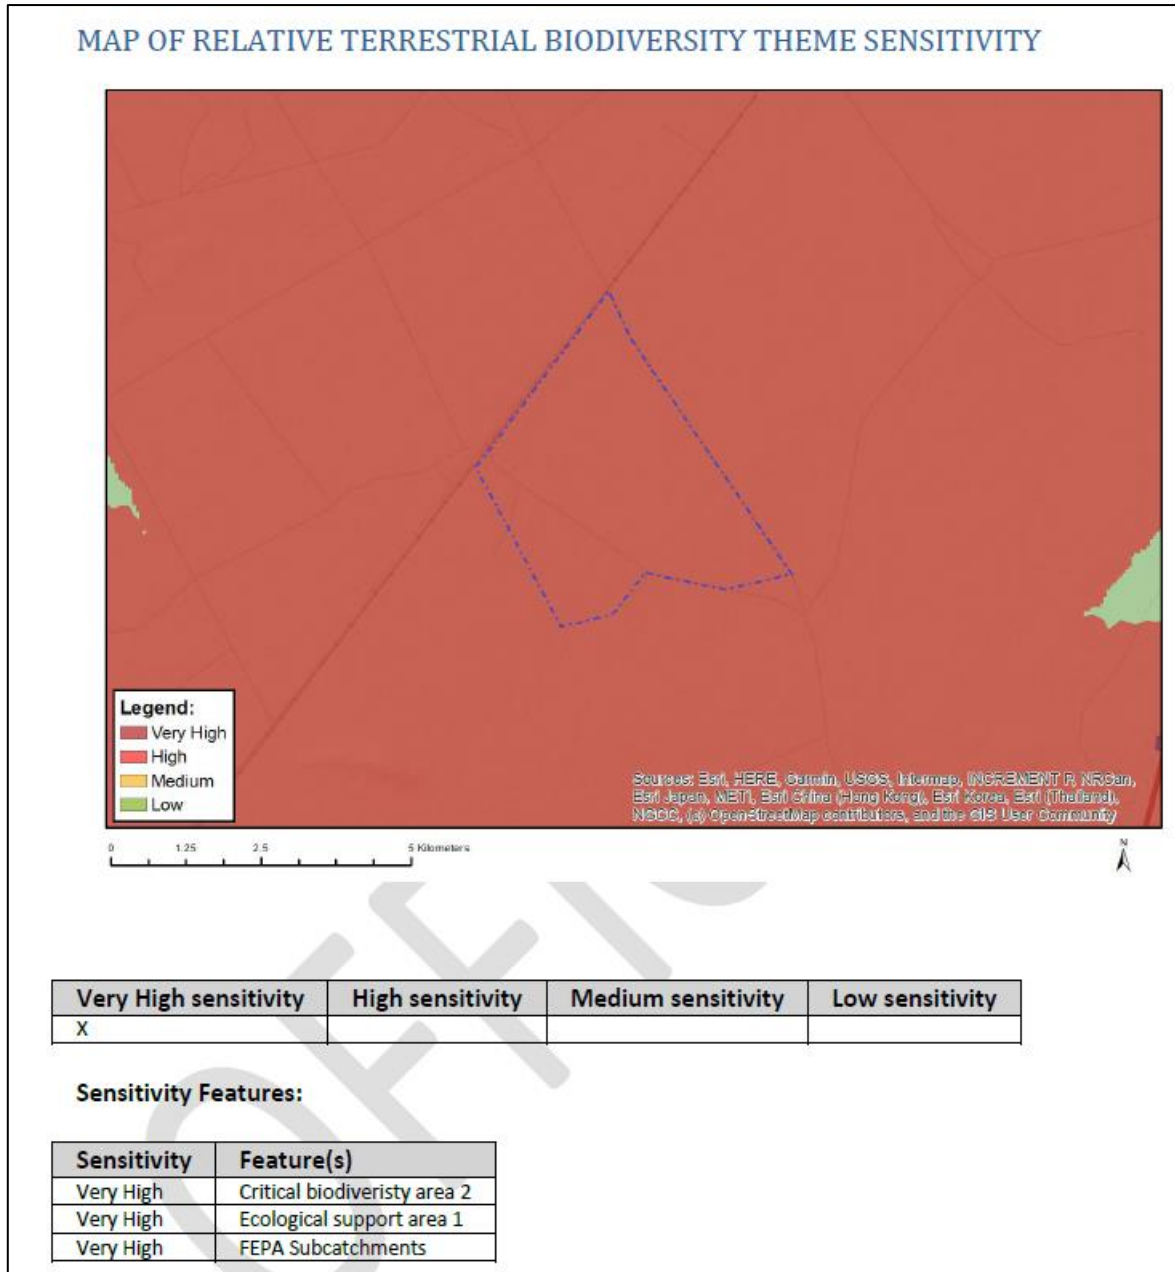 MAP OF RELATIVE TERRESTRIAL BIODIVERSITY THEME SENSITIVITY
Legend:
Very High
High
Medium
Low
Sources: Esri, HERE, Garmin, USGS, Intermap, INCREMENT P, NRCan,
Esri Japan, METI, Esri China (Hong Kong), Esri Korea, Esri (Thailand),
NGCC, (c) OpenStreetMap contributors, and the GIS User Community
0 1.25 2.5 5 Kilometers
N
Very High sensitivity High sensitivity Medium sensitivity Low sensitivity
X
Sensitivity Features:
Sensitivity Feature(s)
Very High Critical biodiveristy area 2
Very High Ecological support area 1
Very High FEPA Subcatchments